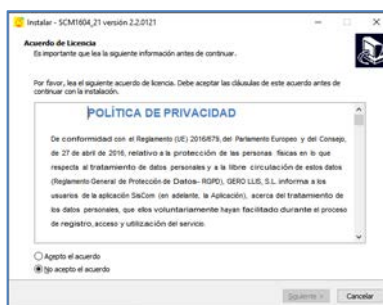 Instalar - SCM1604_21 versión 2.2.0121
Acuerdo de Licencia
Es importante que lea la siguiente información antes de continuar.
Por favor, lea el siguiente acuerdo de licencia. Debe aceptar las cláusulas de este acuerdo antes de
continuar con la instalación.
POLÍTICA DE PRIVACIDAD
De conformidad con el Reglamento (UE) 2016/679, del Parlamento Europeo y del Consejo,
de 27 de abril de 2016, relativo a la protección de las personas físicas en lo que
respecta al tratamiento de datos personales y a la libre circulación de estos datos
(Reglamento General de Protección de Datos- RGPD), GERO LLIS, S.L. informa a los
usuarios de la aplicación SisCom (en adelante, la Aplicación), acerca del tratamiento de
los datos personales, que ellos voluntariamente hayan facilitado durante el proceso
de registro, acceso y utilización del servicio.
Acepto el acuerdo
No acepto el acuerdo
Siguiente >
Cancelar